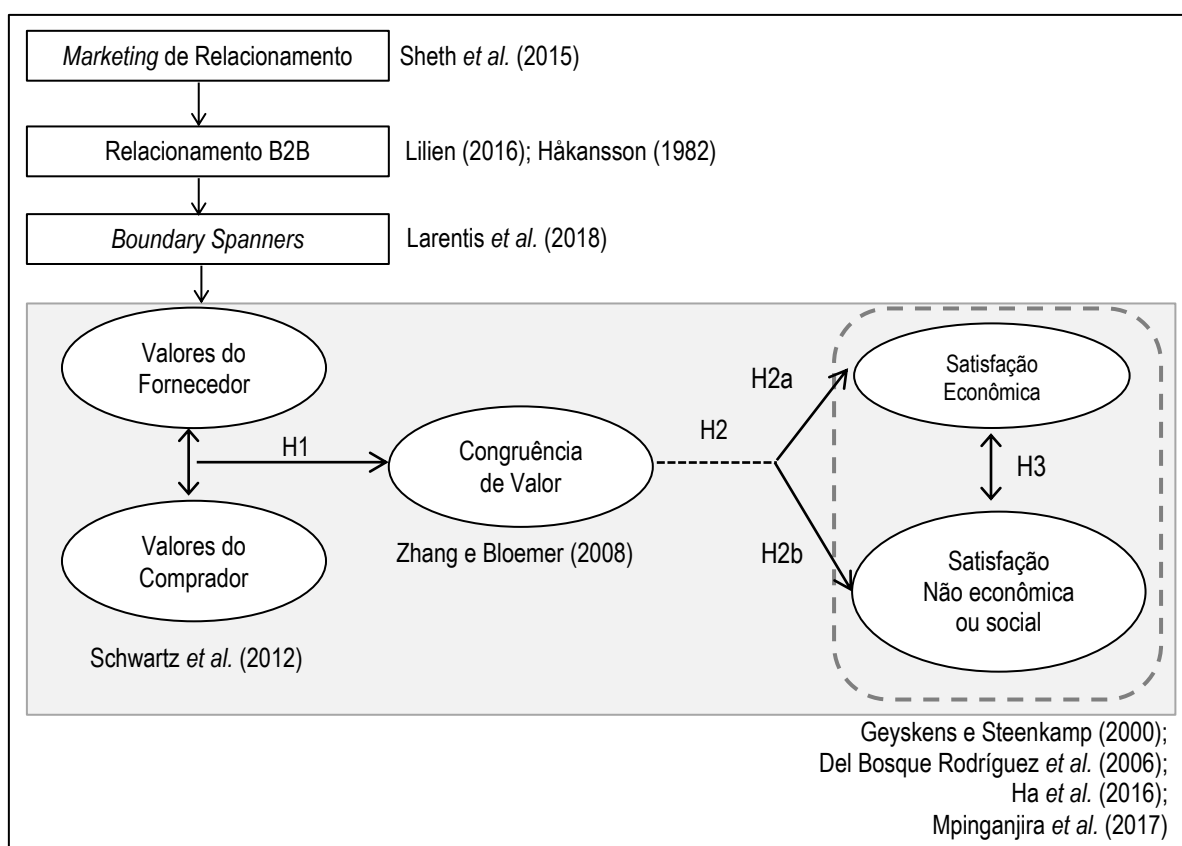 Marketing de Relacionamento
Sheth et al. (2015)
Relacionamento B2B
Lilien (2016); Håkansson (1982)
Boundary Spanners
Larentis et al. (2018)
Valores do
Fornecedor
H1
Valores do
Comprador
Schwartz et al. (2012)
Congruência
de Valor
Zhang e Bloemer (2008)
H2
H2a
H2b
Satisfação
Econômica
H3
Satisfação
Não econômica
ou social
Geyskens e Steenkamp (2000);
Del Bosque Rodríguez et al. (2006);
Ha et al. (2016);
Mpinganjira et al. (2017)